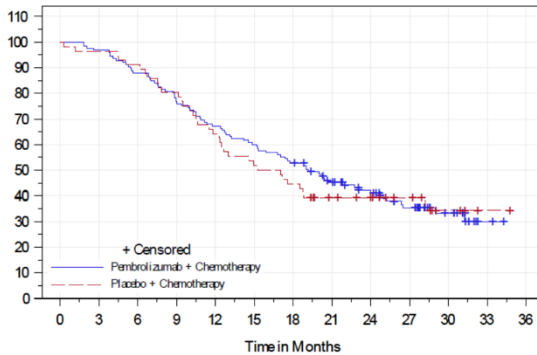 110
100
90
80
70
60
50
40
30
20
10
0
+ Censored
Pembrolizumab + Chemotherapy
Placebo + Chemotherapy
0 3 6 9 12 15 18 21 24 27 30 33 36
Time in Months